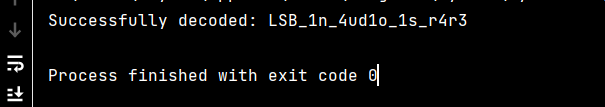 Successfully decoded: LSB_1n_4ud1o_1s_r4r3
Process finished with exit code 0